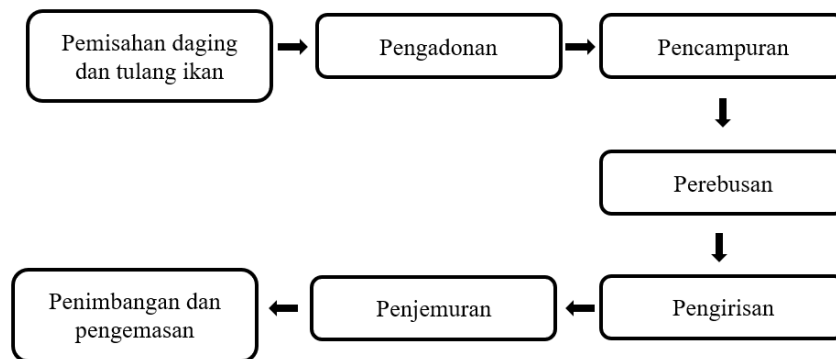 Pemisahan daging
dan tulang ikan
Pengadonan
Pencampuran
Perebusan
Pengirisan
Penjemuran
Penimbangan dan
pengemasan